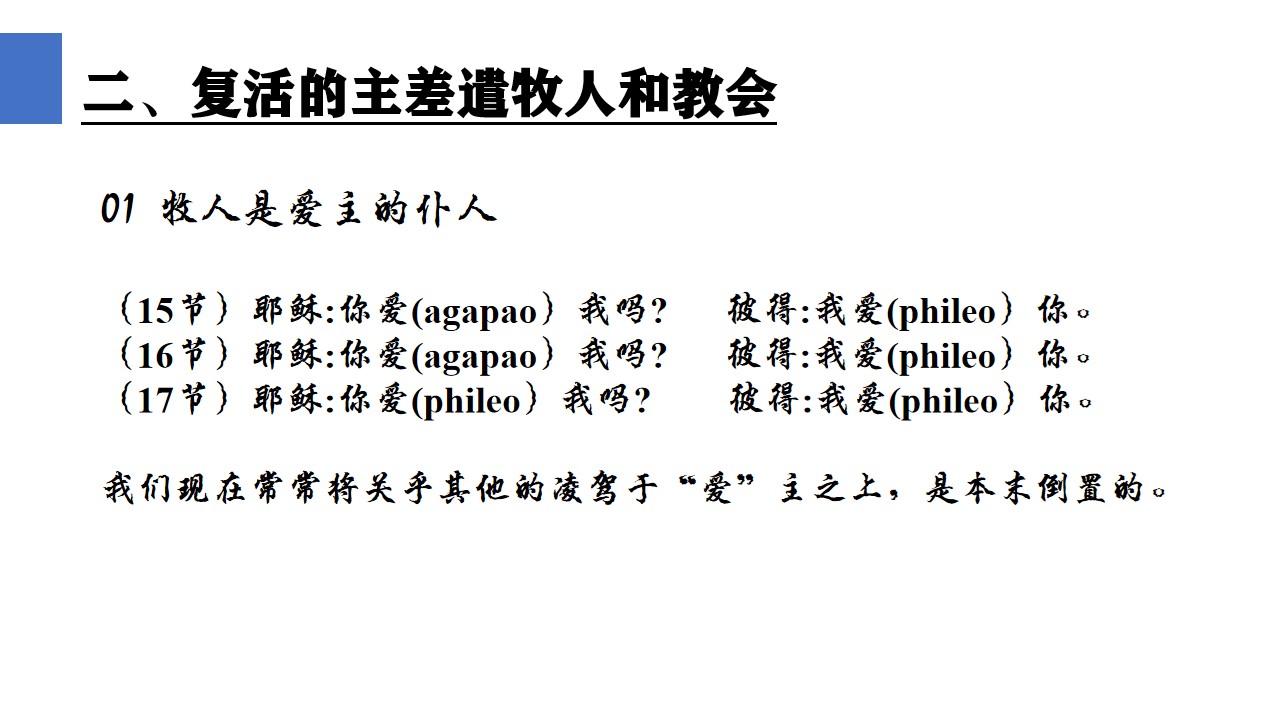 二、复活的主差遣牧人和教会
01 牧人是爱主的仆人
（15节）耶稣:你爱(agapao）我吗?   彼得:我爱(phileo）你。
（16节）耶稣:你爱(agapao）我吗?   彼得:我爱(phileo）你。
（17节）耶稣:你爱(phileo）我吗?   彼得:我爱(phileo）你。
我们现在常常将关乎其他的凌驾于“爱”主之上，是本末倒置的。